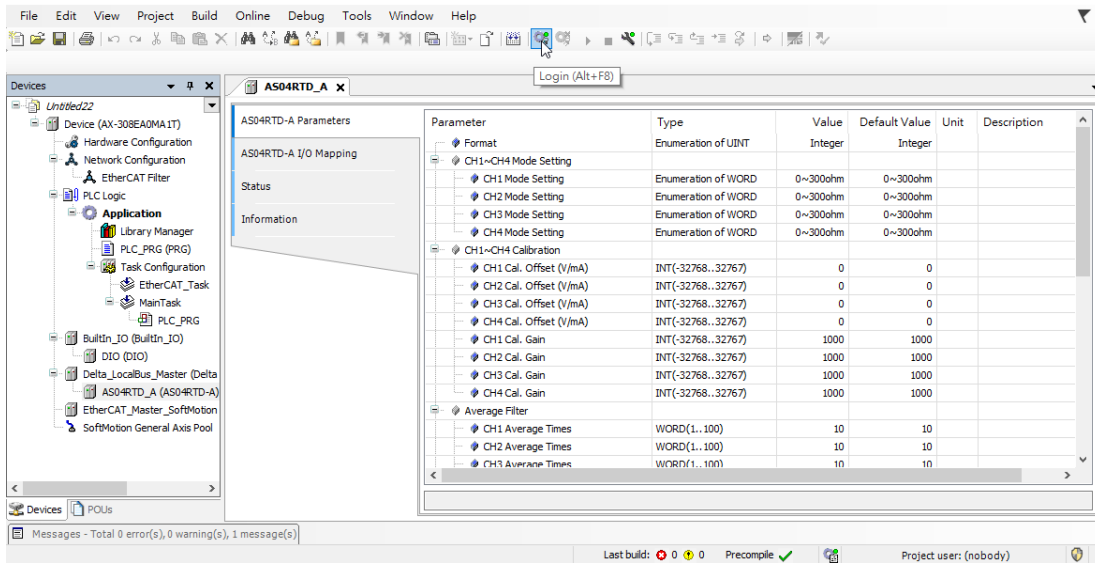 File Edit View Project Build Online Debug Tools Window Help
Login (Alt+F8)
Devices
AS04RTD_A
Untitled22
Device (AX-308EA0MA1T)
Hardware Configuration
Network Configuration
EtherCAT Filter
PLC Logic
Application
Library Manager
PLC_PRG (PRG)
Task Configuration
EtherCAT_Task
MainTask
PLC_PRG
BuiltIn_IO (BuiltIn_IO)
DIO (DIO)
Delta_LocalBus_Master (Delta
AS04RTD_A (AS04RTD-A)
EtherCAT_Master_SoftMotion
SoftMotion General Axis Pool
Devices POUs
AS04RTD-A Parameters
AS04RTD-A I/O Mapping
Status
Information
Parameter Type Value Default Value Unit Description
Format Enumeration of UINT Integer Integer
CH1~CH4 Mode Setting
CH1 Mode Setting Enumeration of WORD 0~300ohm 0~300ohm
CH2 Mode Setting Enumeration of WORD 0~300ohm 0~300ohm
CH3 Mode Setting Enumeration of WORD 0~300ohm 0~300ohm
CH4 Mode Setting Enumeration of WORD 0~300ohm 0~300ohm
CH1~CH4 Calibration
CH1 Cal. Offset (V/mA) INT(-32768..32767) 0 0
CH2 Cal. Offset (V/mA) INT(-32768..32767) 0 0
CH3 Cal. Offset (V/mA) INT(-32768..32767) 0 0
CH4 Cal. Offset (V/mA) INT(-32768..32767) 0 0
CH1 Cal. Gain INT(-32768..32767) 1000 1000
CH2 Cal. Gain INT(-32768..32767) 1000 1000
CH3 Cal. Gain INT(-32768..32767) 1000 1000
CH4 Cal. Gain INT(-32768..32767) 1000 1000
Average Filter
CH1 Average Times WORD(1..100) 10 10
CH2 Average Times WORD(1..100) 10 10
CH3 Average Times WORD(1..100) 10 10
Messages - Total 0 error(s), 0 warning(s), 1 message(s)
Last build: 0 0 Precompile Project user: (nobody)